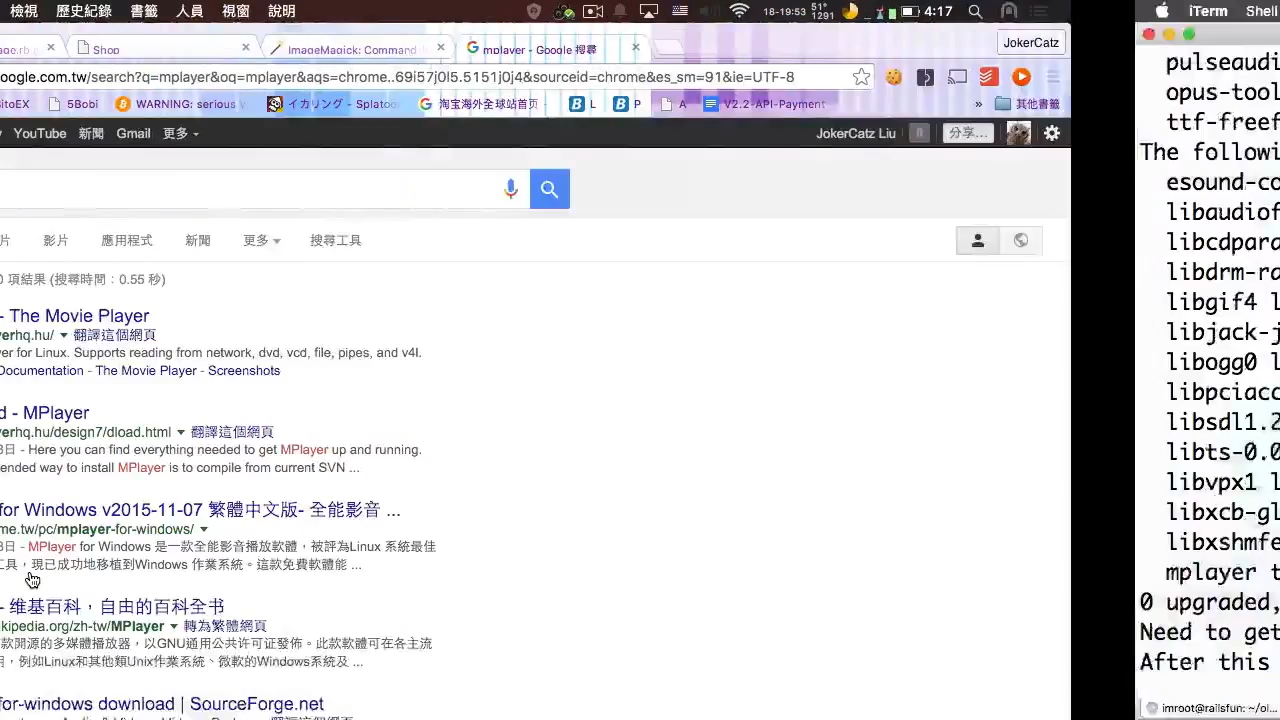 檢視 歷史紀錄 書籤 人員 視窗 說明
18-19-53
51°
1291
4:17
age.rb
Shop
ImageMagick: Command
mplayer - Google 搜尋
JokerCatz
oogle.com.tw/search?q=mplayer&oq=mplayer&aqs=chrome..69i57j0l5.5151j0j4&sourceid=chrome&es_sm=91&ie=UTF-8
BitoEX
5Bobi
WARNING: serious
イカリング - Splatoo
淘宝海外全球站首页 -
L
P
A
V2.2-API-Payment
»
其他書籤
YouTube 新聞 Gmail 更多
JokerCatz Liu
分享...
片 影片 應用程式 新聞 更多 搜尋工具
0 項結果 (搜尋時間：0.55 秒)
- The Movie Player
erhq.hu/ 翻譯這個網頁
er for Linux. Supports reading from network, dvd, vcd, file, pipes, and v4l.
Documentation - The Movie Player - Screenshots
d - MPlayer
erhq.hu/design7/dload.html 翻譯這個網頁
日 - Here you can find everything needed to get MPlayer up and running.
ended way to install MPlayer is to compile from current SVN ...
for Windows v2015-11-07 繁體中文版- 全能影音 ...
me.tw/pc/mplayer-for-windows/
日 - MPlayer for Windows 是一款全能影音播放軟體，被評為Linux 系統最佳
工具，現已成功地移植到Windows 作業系統。這款免費軟體能 ...
- 维基百科，自由的百科全书
kipedia.org/zh-tw/MPlayer 轉為繁體網頁
款開源的多媒體播放器，以GNU通用公共許可证發佈。此款軟體可在各主流
用，例如Linux和其他類Unix作業系統、微軟的Windows系統及 ...
for-windows download | SourceForge.net
翻譯這個網頁
iTerm Shell
pulseaudi
opus-tool
ttf-freef
The followi
esound-co
libaudiof
libcdpara
libdrm-ra
libgif4 l
libjack-j
libogg0 l
libpciacc
libsdl1.2
libts-0.0
libvpx1 l
libxcb-gl
libxshmfe
mplayer t
0 upgraded,
Need to get
After this
imroot@railsfun: ~/ol...